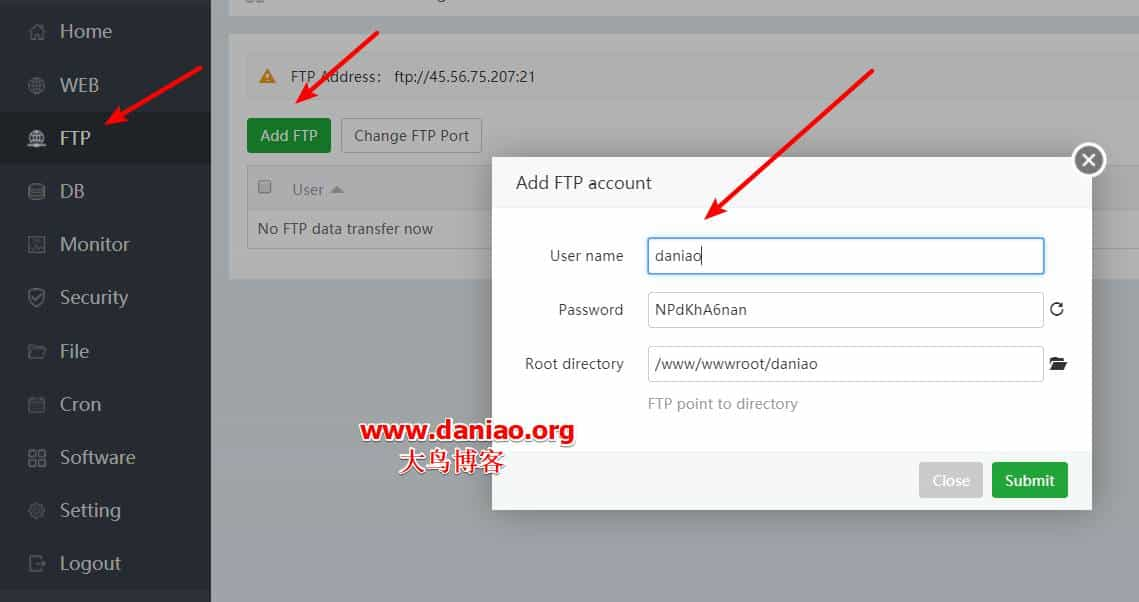 Home
WEB
FTP
DB
Monitor
Security
File
Cron
Software
Setting
Logout
FTP Address: ftp://45.56.75.207:21
Add FTP
Change FTP Port
User
No FTP data transfer now
Add FTP account
User name
daniao
Password
NPdKhA6nan
Root directory
/www/wwwroot/daniao
FTP point to directory
Close
Submit
www.daniao.org
大鸟博客